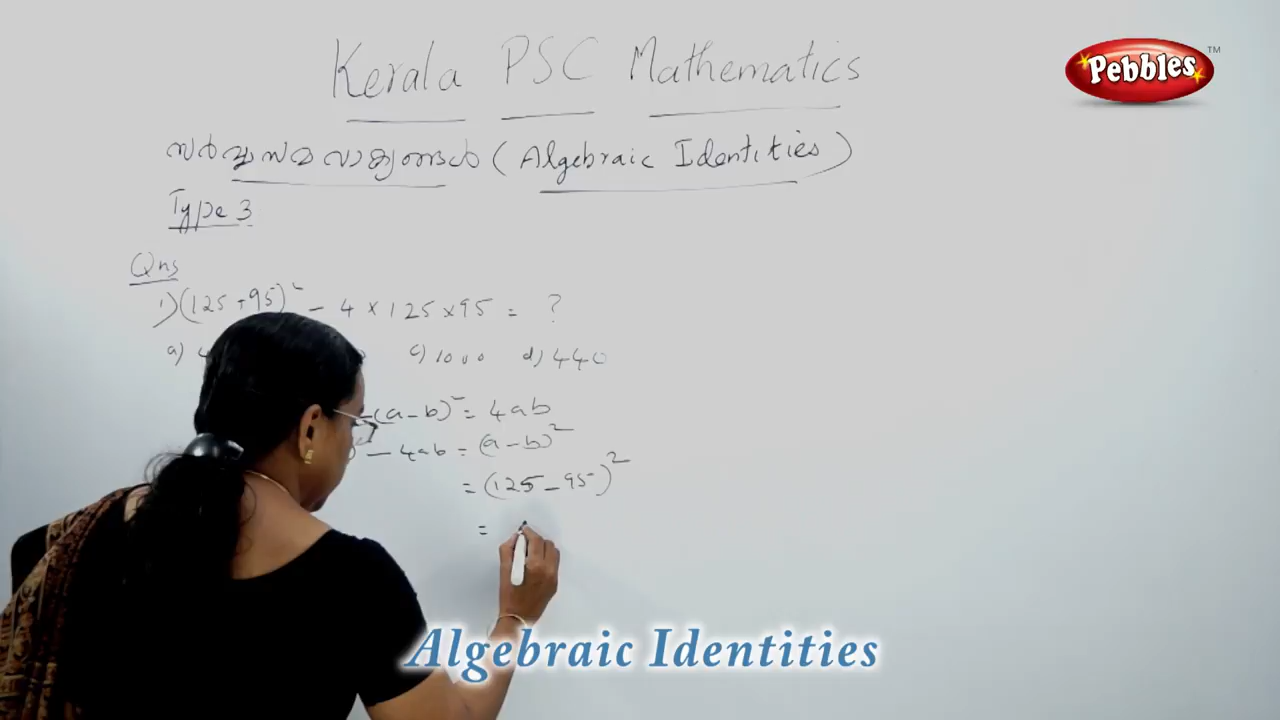 Kerala PSC Mathematics
Pebbles TM
സർവ്വസമവാക്യങ്ങൾ (Algebraic Identities)
Type 3
Qns
1) (125+95)² - 4 × 125 × 95 = ?
a) c) 1000 d) 440
-(a-b)² = 4ab
- 4ab = (a-b)²
= (125-95)²
=
Algebraic Identities